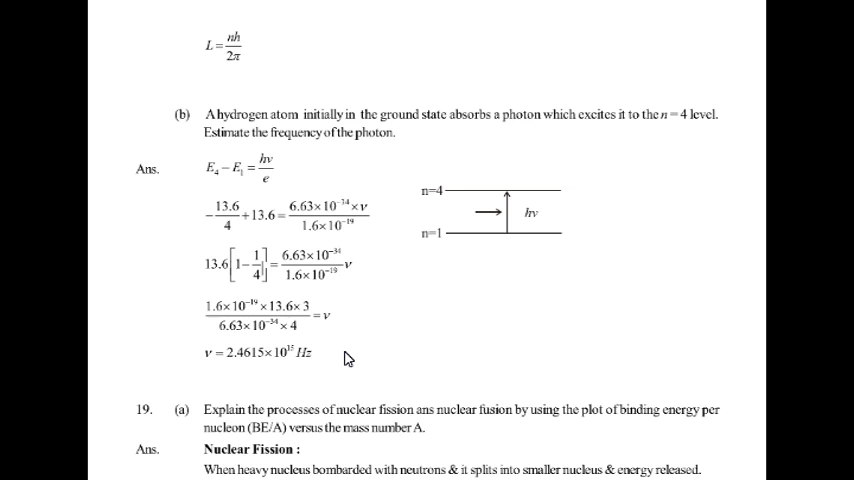 L = nh/2π
(b) A hydrogen atom initially in the ground state absorbs a photon which excites it to the n = 4 level.
Estimate the frequency of the photon.
Ans. E₄ − E₁ = hν/e
n=4
−13.6/4 + 13.6 = 6.63×10⁻³⁴×ν / 1.6×10⁻¹⁹
hν
n=1
13.6[1 − 1/4] = 6.63×10⁻³⁴ / 1.6×10⁻¹⁹ ν
1.6×10⁻¹⁹×13.6×3 / 6.63×10⁻³⁴×4 = ν
ν = 2.4615×10¹⁵ Hz
19. (a) Explain the processes of nuclear fission ans nuclear fusion by using the plot of binding energy per
nucleon (BE/A) versus the mass number A.
Ans. Nuclear Fission :
When heavy nucleus bombarded with neutrons & it splits into smaller nucleus & energy released.